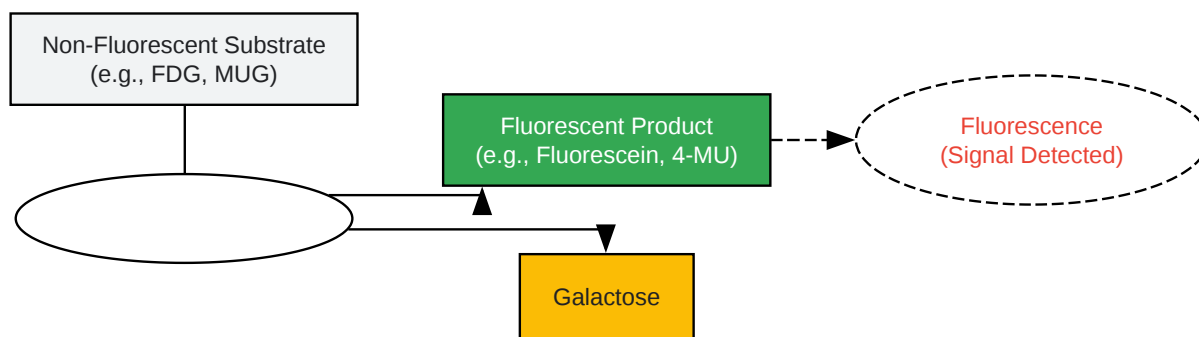 Non-Fluorescent Substrate
(e.g., FDG, MUG)
Fluorescent Product
(e.g., Fluorescein, 4-MU)
Fluorescence
(Signal Detected)
Galactose